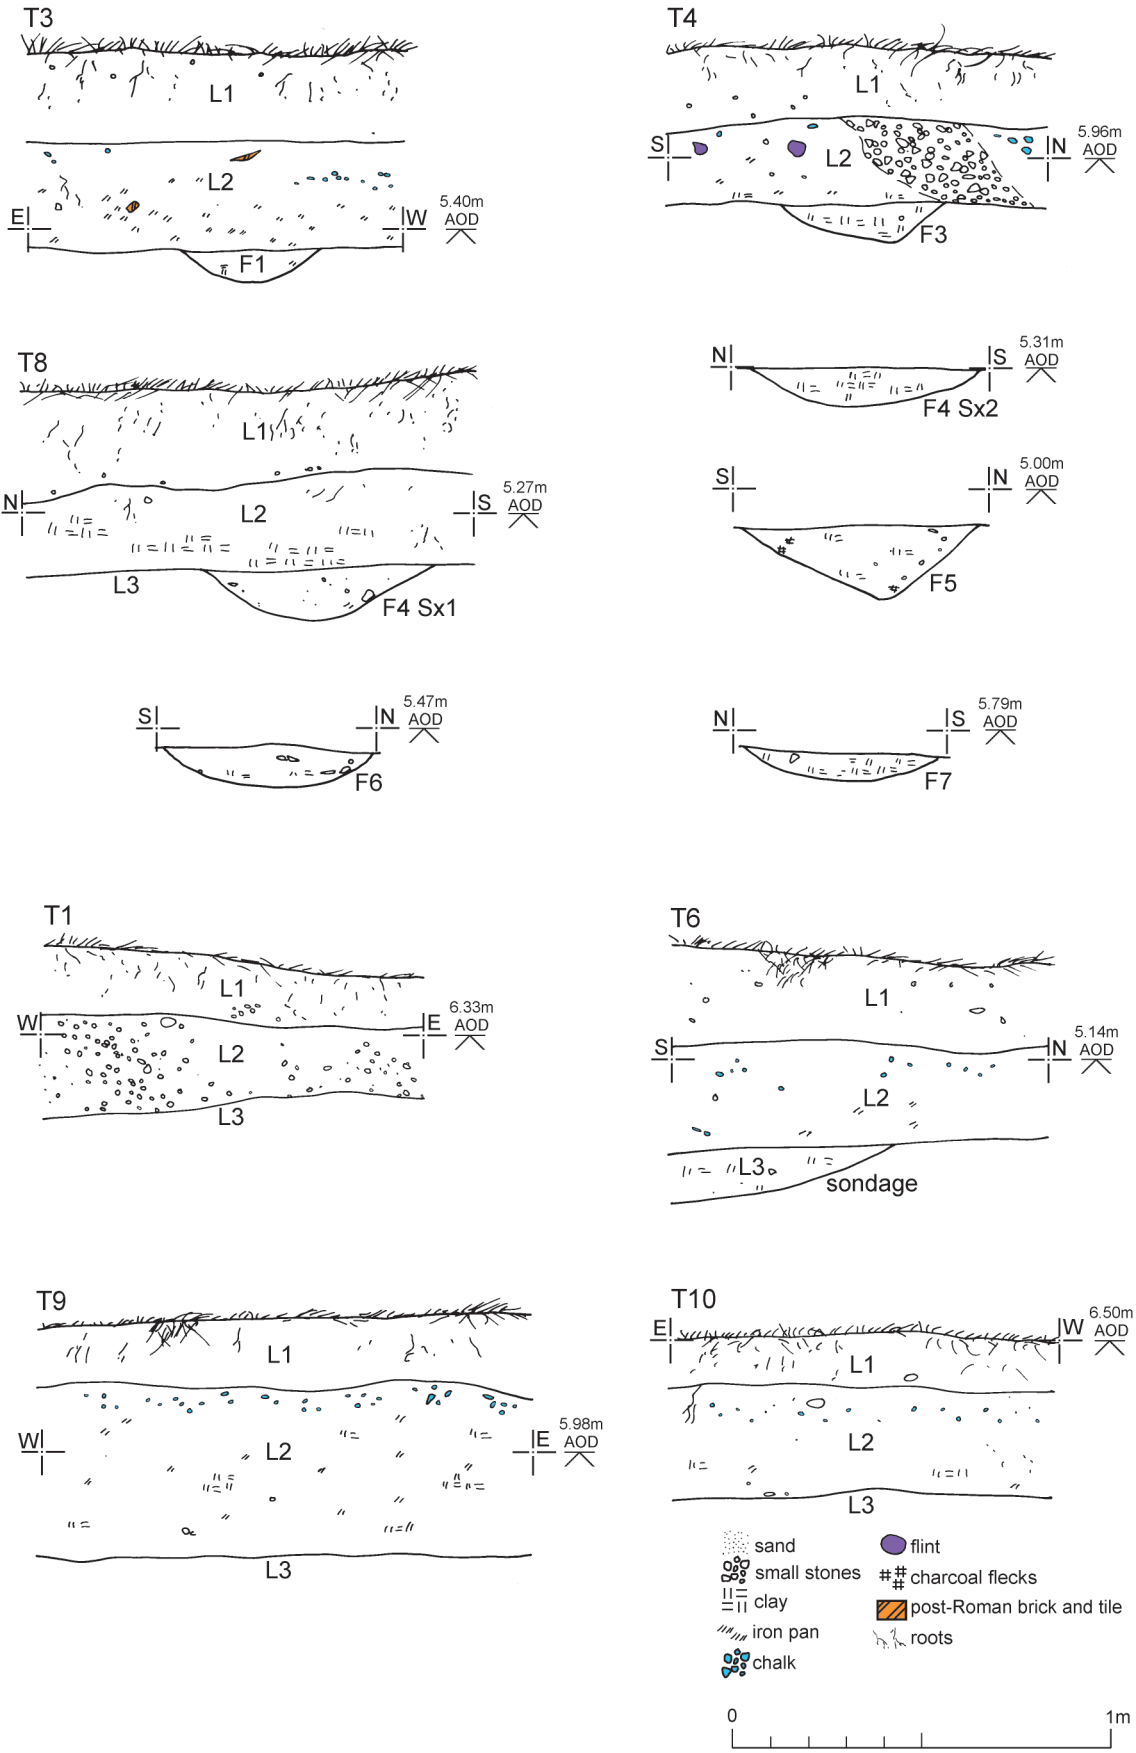 T3
L1
L2
E
W
5.40m
AOD
F1
T4
L1
S
L2
N
5.96m
AOD
F3
T8
L1
N
L2
S
5.27m
AOD
L3
F4 Sx1
N
S
5.31m
AOD
F4 Sx2
S
N
5.00m
AOD
F5
S
N
5.47m
AOD
F6
N
S
5.79m
AOD
F7
T1
L1
W
L2
E
6.33m
AOD
L3
T6
L1
S
N
5.14m
AOD
L2
L3
sondage
T9
L1
W
L2
E
5.98m
AOD
L3
T10
E
W
6.50m
AOD
L1
L2
L3
sand
small stones
clay
iron pan
chalk
flint
charcoal flecks
post-Roman brick and tile
roots
0
1m